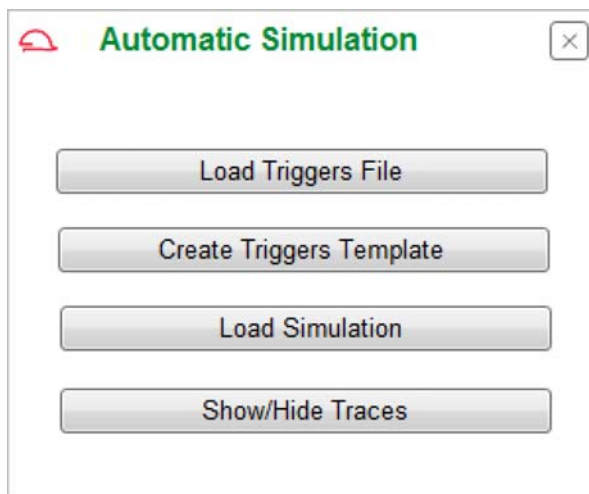 Automatic Simulation
Load Triggers File
Create Triggers Template
Load Simulation
Show/Hide Traces